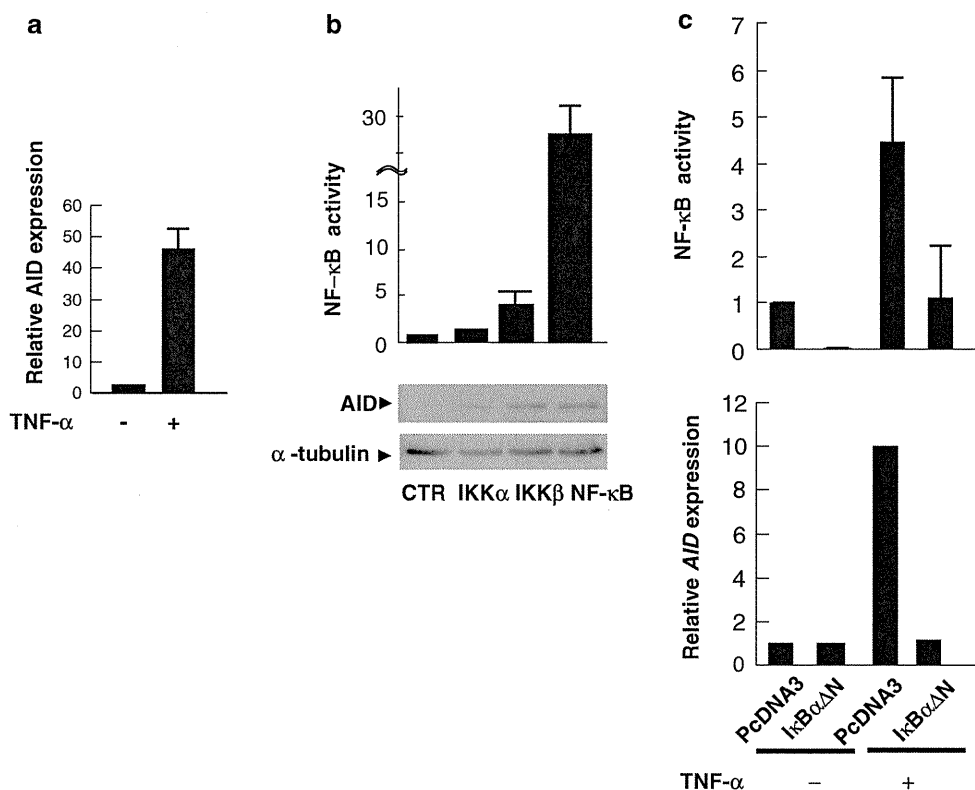 a
Relative AID expression
60
50
40
30
20
10
0
TNF-α - +
b
NF-κB activity
30
15
10
5
0
AID►
α -tubulin ►
CTR IKKα IKKβ NF-κB
c
NF-κB activity
7
6
5
4
3
2
1
0
Relative AID expression
12
10
8
6
4
2
0
PcDNA3
IκBαΔN
PcDNA3
IκBαΔN
TNF-α – +